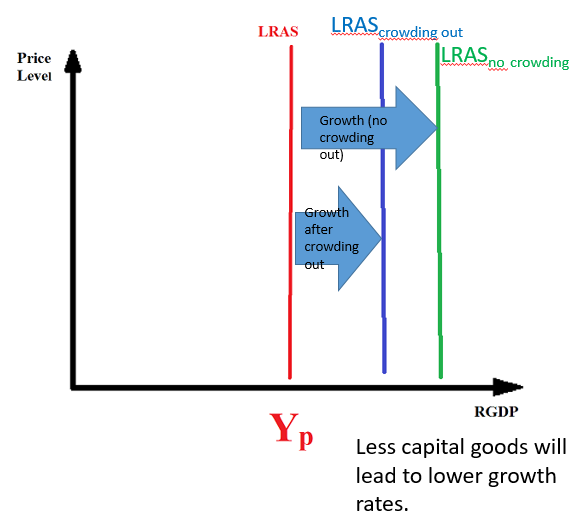 LRAS
LRAScrowding out
LRASno crowding
Price
Level
Growth (no
crowding
out)
Growth
after
crowding
out
RGDP
Yp
Less capital goods will
lead to lower growth
rates.